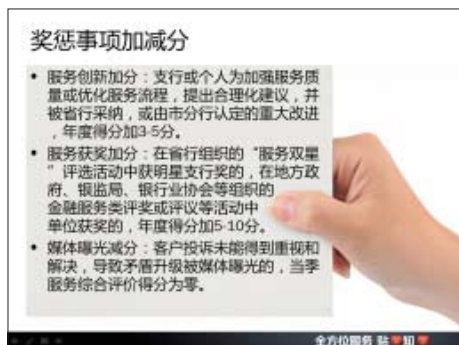 奖惩事项加减分
• 服务创新加分：支行或个人为加强服务质
量或优化服务流程，提出合理化建议，并
被省行采纳，或由市分行认定的重大改进
，年度得分加3-5分。
• 服务获奖加分：在省行组织的“服务双星
”评选活动中获明星支行奖的，在地方政
府、银监局、银行业协会等组织的
金融服务类评奖或评议等活动中
单位获奖的，年度得分加5-10分。
• 媒体曝光减分：客户投诉未能得到重视和
解决，导致矛盾升级被媒体曝光的，当季
服务综合评价得分为零。
全方位服务 贴❤知❤